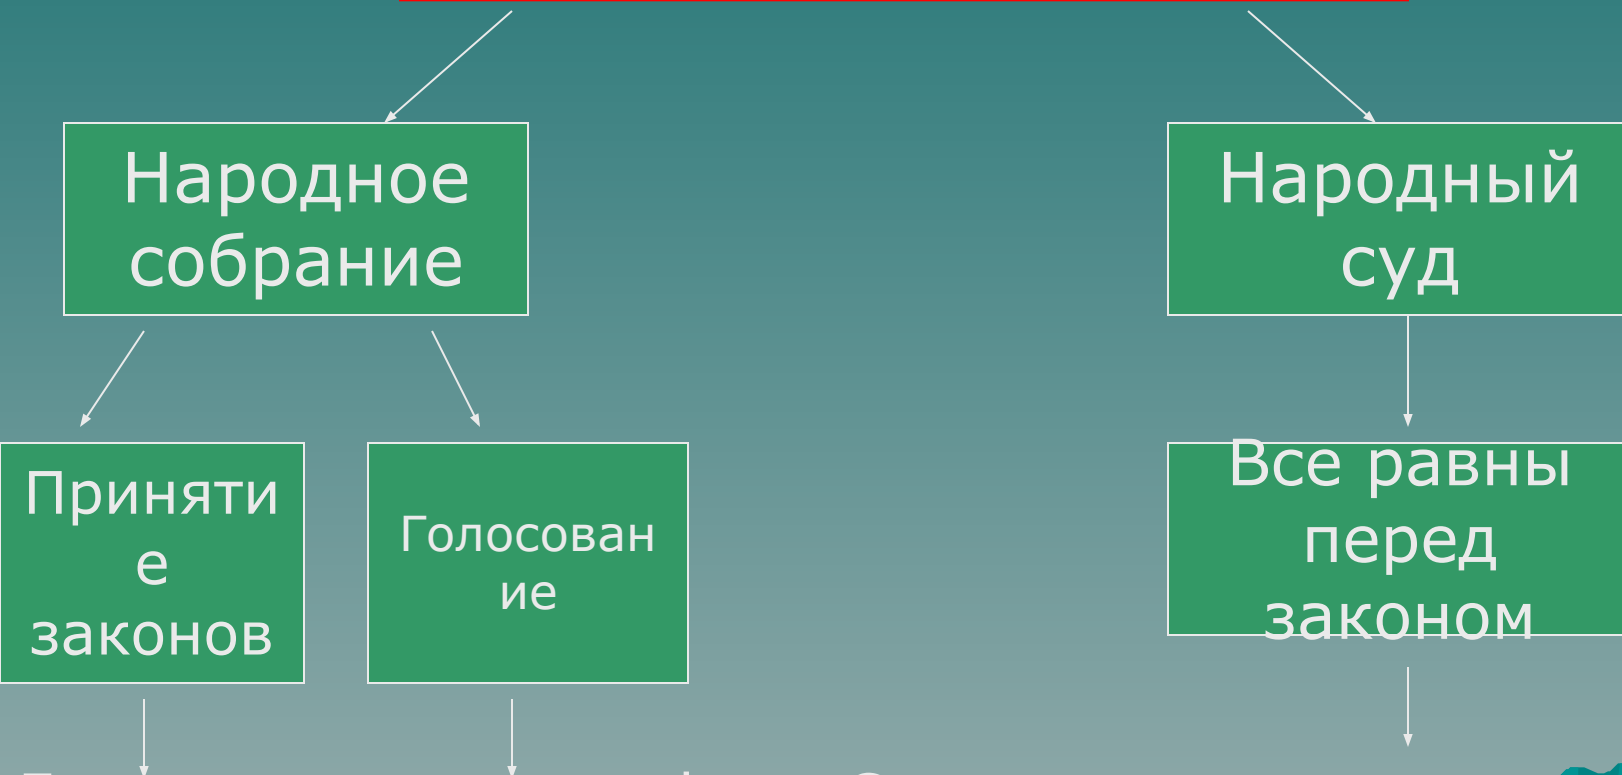 Народное
собрание
Народный
суд
Приняти
е
законов
Голосован
ие
Все равны
перед
законом